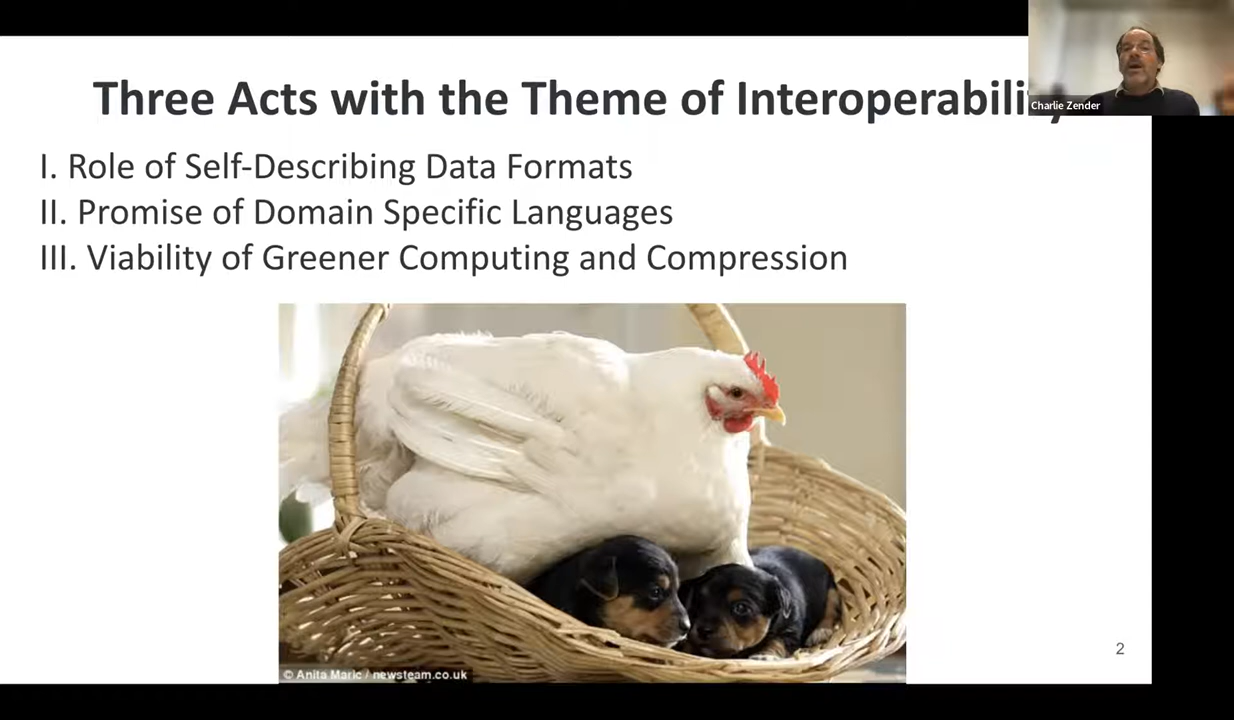 Three Acts with the Theme of Interoperability
Charlie Zender
I. Role of Self-Describing Data Formats
II. Promise of Domain Specific Languages
III. Viability of Greener Computing and Compression
© Anita Maric / newsteam.co.uk
2